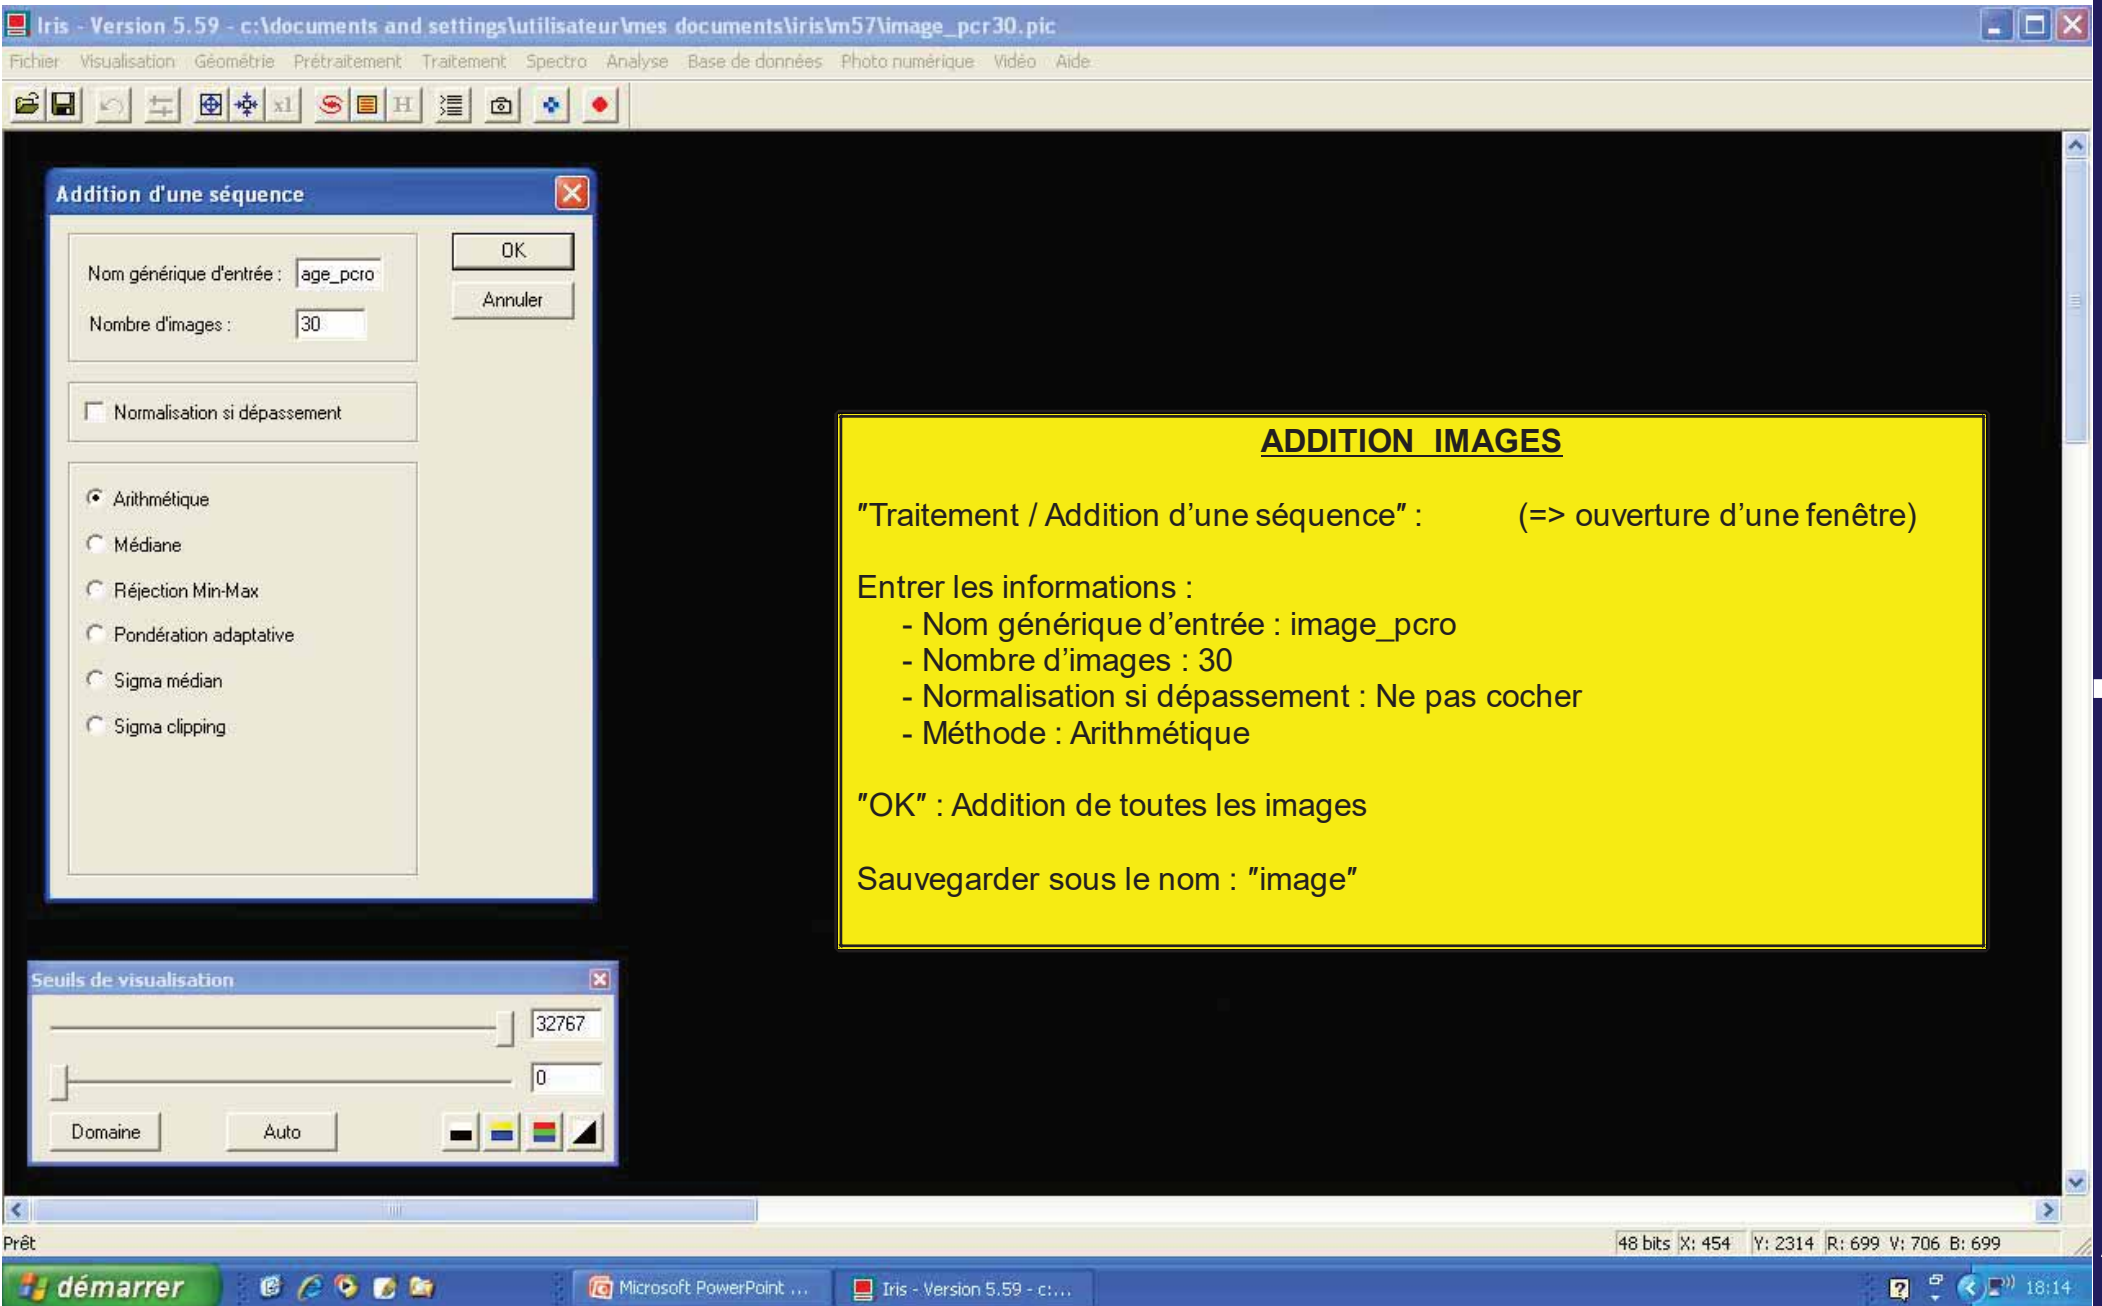 Iris - Version 5.59 - c:\documents and settings\utilisateur\mes documents\iris\m57\image_pcr30.pic
Fichier Visualisation Géométrie Prétraitement Traitement Spectro Analyse Base de données Photo numérique Vidéo Aide
x1 H
Addition d'une séquence
Nom générique d'entrée : age_pcro
Nombre d'images : 30
OK
Annuler
Normalisation si dépassement
Arithmétique
Médiane
Réjection Min-Max
Pondération adaptative
Sigma médian
Sigma clipping
ADDITION IMAGES
"Traitement / Addition d’une séquence" : (=> ouverture d’une fenêtre)
Entrer les informations :
- Nom générique d’entrée : image_pcro
- Nombre d’images : 30
- Normalisation si dépassement : Ne pas cocher
- Méthode : Arithmétique
"OK" : Addition de toutes les images
Sauvegarder sous le nom : "image"
Seuils de visualisation
32767
0
Domaine Auto
Prêt
48 bits X: 454 Y: 2314 R: 699 V: 706 B: 699
démarrer Microsoft PowerPoint ... Iris - Version 5.59 - c:... 18:14